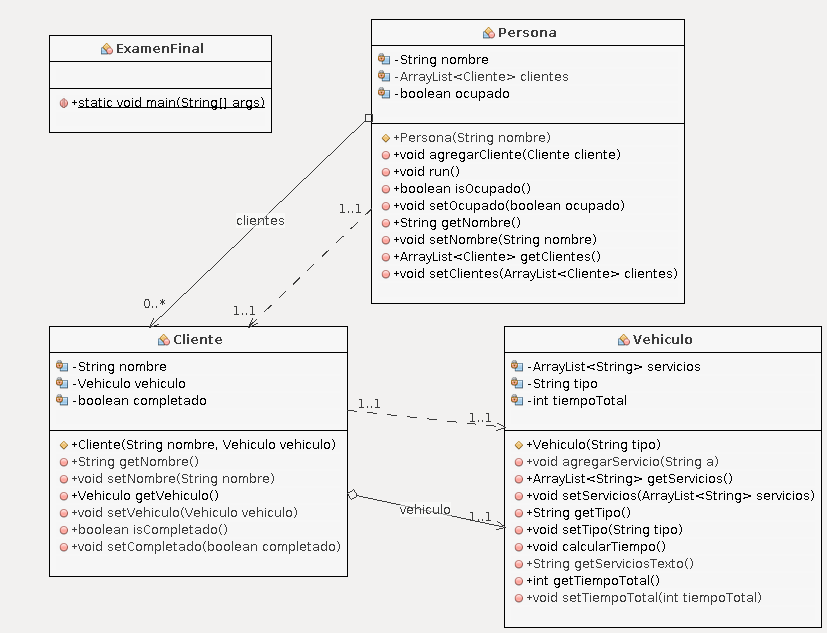 ExamenFinal
+static void main(String[] args)
Persona
-String nombre
-ArrayList<Cliente> clientes
-boolean ocupado
+Persona(String nombre)
+void agregarCliente(Cliente cliente)
+void run()
+boolean isOcupado()
+void setOcupado(boolean ocupado)
+String getNombre()
+void setNombre(String nombre)
+ArrayList<Cliente> getClientes()
+void setClientes(ArrayList<Cliente> clientes)
1..1
clientes
0..*
1..1
Cliente
-String nombre
-Vehiculo vehiculo
-boolean completado
+Cliente(String nombre, Vehiculo vehiculo)
+String getNombre()
+void setNombre(String nombre)
+Vehiculo getVehiculo()
+void setVehiculo(Vehiculo vehiculo)
+boolean isCompletado()
+void setCompletado(boolean completado)
1..1
1..1
vehiculo
1..1
Vehiculo
-ArrayList<String> servicios
-String tipo
-int tiempoTotal
+Vehiculo(String tipo)
+void agregarServicio(String a)
+ArrayList<String> getServicios()
+void setServicios(ArrayList<String> servicios)
+String getTipo()
+void setTipo(String tipo)
+void calcularTiempo()
+String getServiciosTexto()
+int getTiempoTotal()
+void setTiempoTotal(int tiempoTotal)